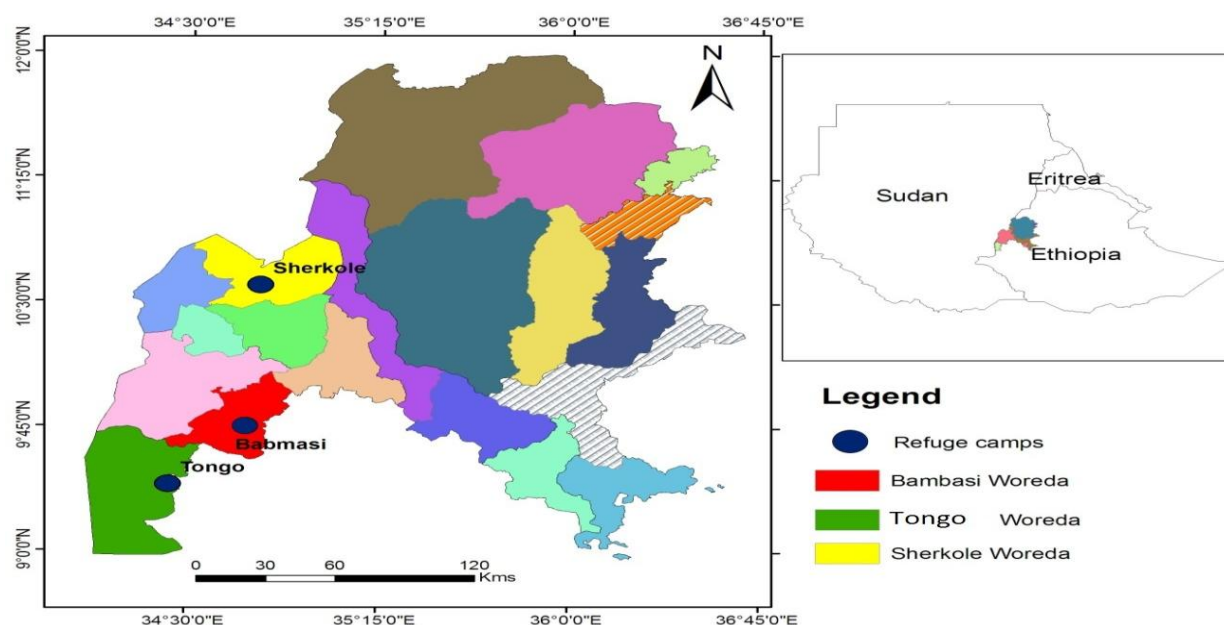 34°30'0"E 35°15'0"E 36°0'0"E 36°45'0"E
12°0'0"N
11°15'0"N
10°30'0"N
9°45'0"N
9°0'0"N
N
Sherkole
Babmasi
Tongo
0 30 60 120
Kms
34°30'0"E 35°15'0"E 36°0'0"E 36°45'0"E
Sudan
Eritrea
Ethiopia
Legend
Refuge camps
Bambasi Woreda
Tongo Woreda
Sherkole Woreda